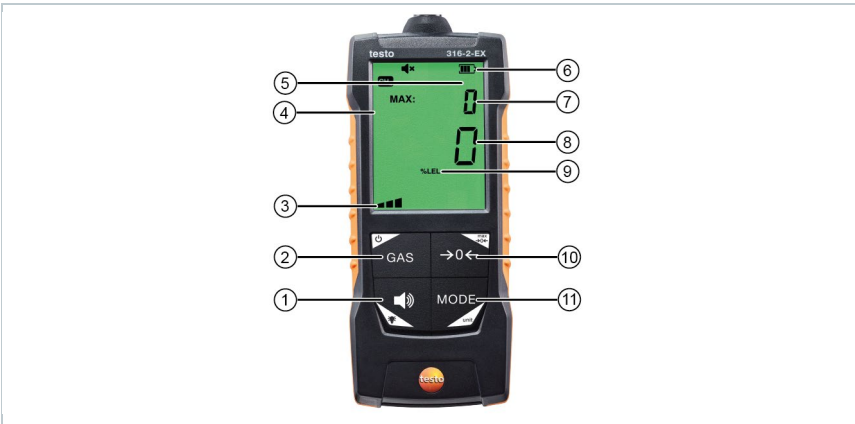 testo 316-2-EX
5
6
MAX: 0
7
4
0
8
%LEL
9
3
max
→0←
2
GAS
→0←
10
1
MODE
11
unit
testo